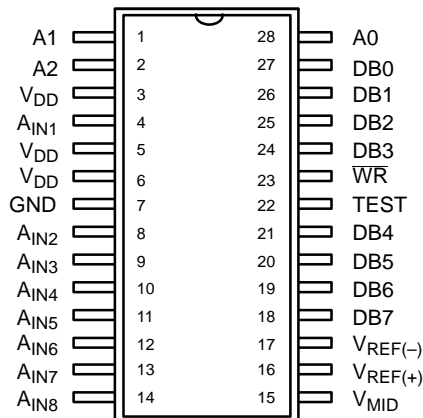 A1 1 28 A0
A2 2 27 DB0
VDD 3 26 DB1
AIN1 4 25 DB2
VDD 5 24 DB3
VDD 6 23 W̅R̅
GND 7 22 TEST
AIN2 8 21 DB4
AIN3 9 20 DB5
AIN4 10 19 DB6
AIN5 11 18 DB7
AIN6 12 17 VREF(–)
AIN7 13 16 VREF(+)
AIN8 14 15 VMID